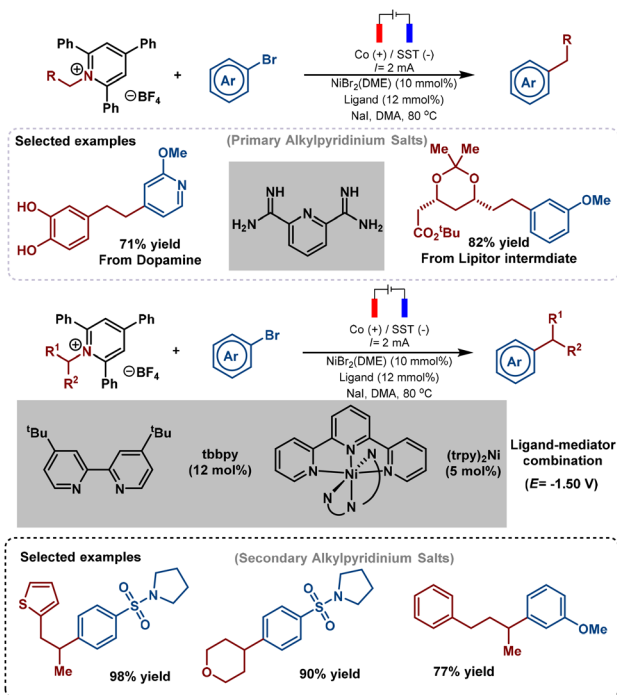 Ph
Ph
R
N
+
Ph
⊖BF4
+
Br
Ar
Co (+) / SST (-)
I= 2 mA
NiBr2(DME) (10 mmol%)
Ligand (12 mmol%)
NaI, DMA, 80 °C
R
Ar
Selected examples
(Primary Alkylpyridinium Salts)
HO
HO
OMe
N
71% yield
From Dopamine
NH
NH
H2N
N
NH2
Me
Me
O
O
CO2tBu
OMe
82% yield
From Lipitor intermdiate
Ph
Ph
R1
N
+
R2
Ph
⊖BF4
+
Br
Ar
Co (+) / SST (-)
I= 2 mA
NiBr2(DME) (10 mmol%)
Ligand (12 mmol%)
NaI, DMA, 80 °C
R1
R2
Ar
tBu
tBu
N
N
tbbpy
(12 mol%)
N
N
N
Ni
N
N
N
(trpy)2Ni
(5 mol%)
Ligand-mediator
combination
(E= -1.50 V)
Selected examples
(Secondary Alkylpyridinium Salts)
S
Me
O
S
O
N
98% yield
O
O
S
O
N
90% yield
Me
OMe
77% yield